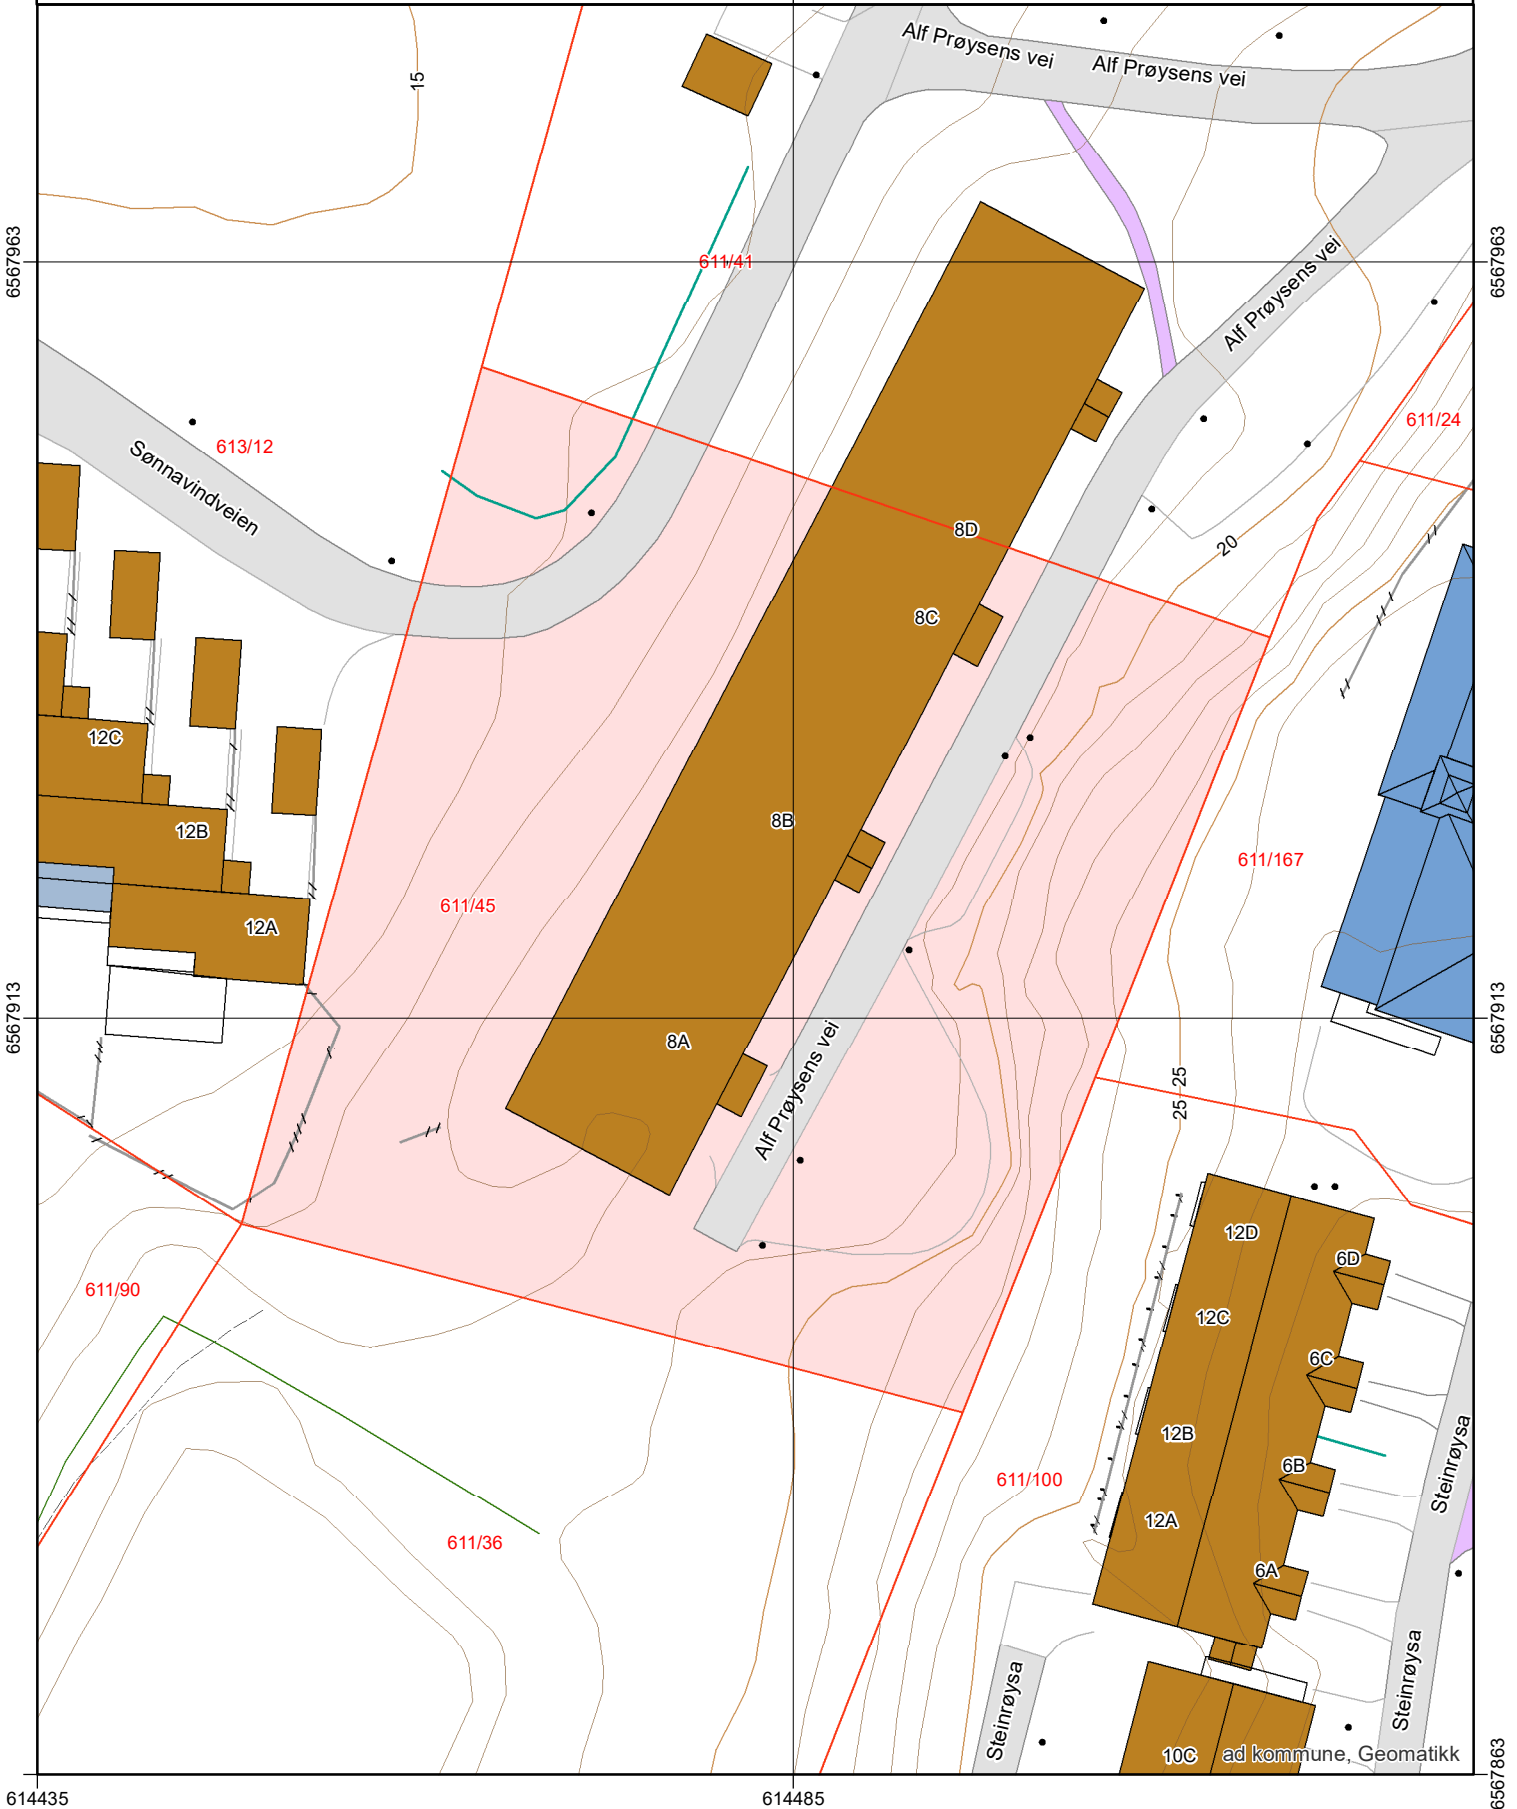 Alf Prøysens vei
Alf Prøysens vei
15
6567963
611/41
6567963
Alf Prøysens vei
613/12
611/24
Sønnavindveien
8D
20
8C
12C
8B
12B
611/167
611/45
12A
6567913
8A
6567913
Alf Prøysens vei
25
25
12D
6D
611/90
12C
6C
12B
6B
Steinrøysa
611/100
12A
611/36
6A
Steinrøysa
Steinrøysa
10C
ad kommune, Geomatikk
6567863
614435
614485